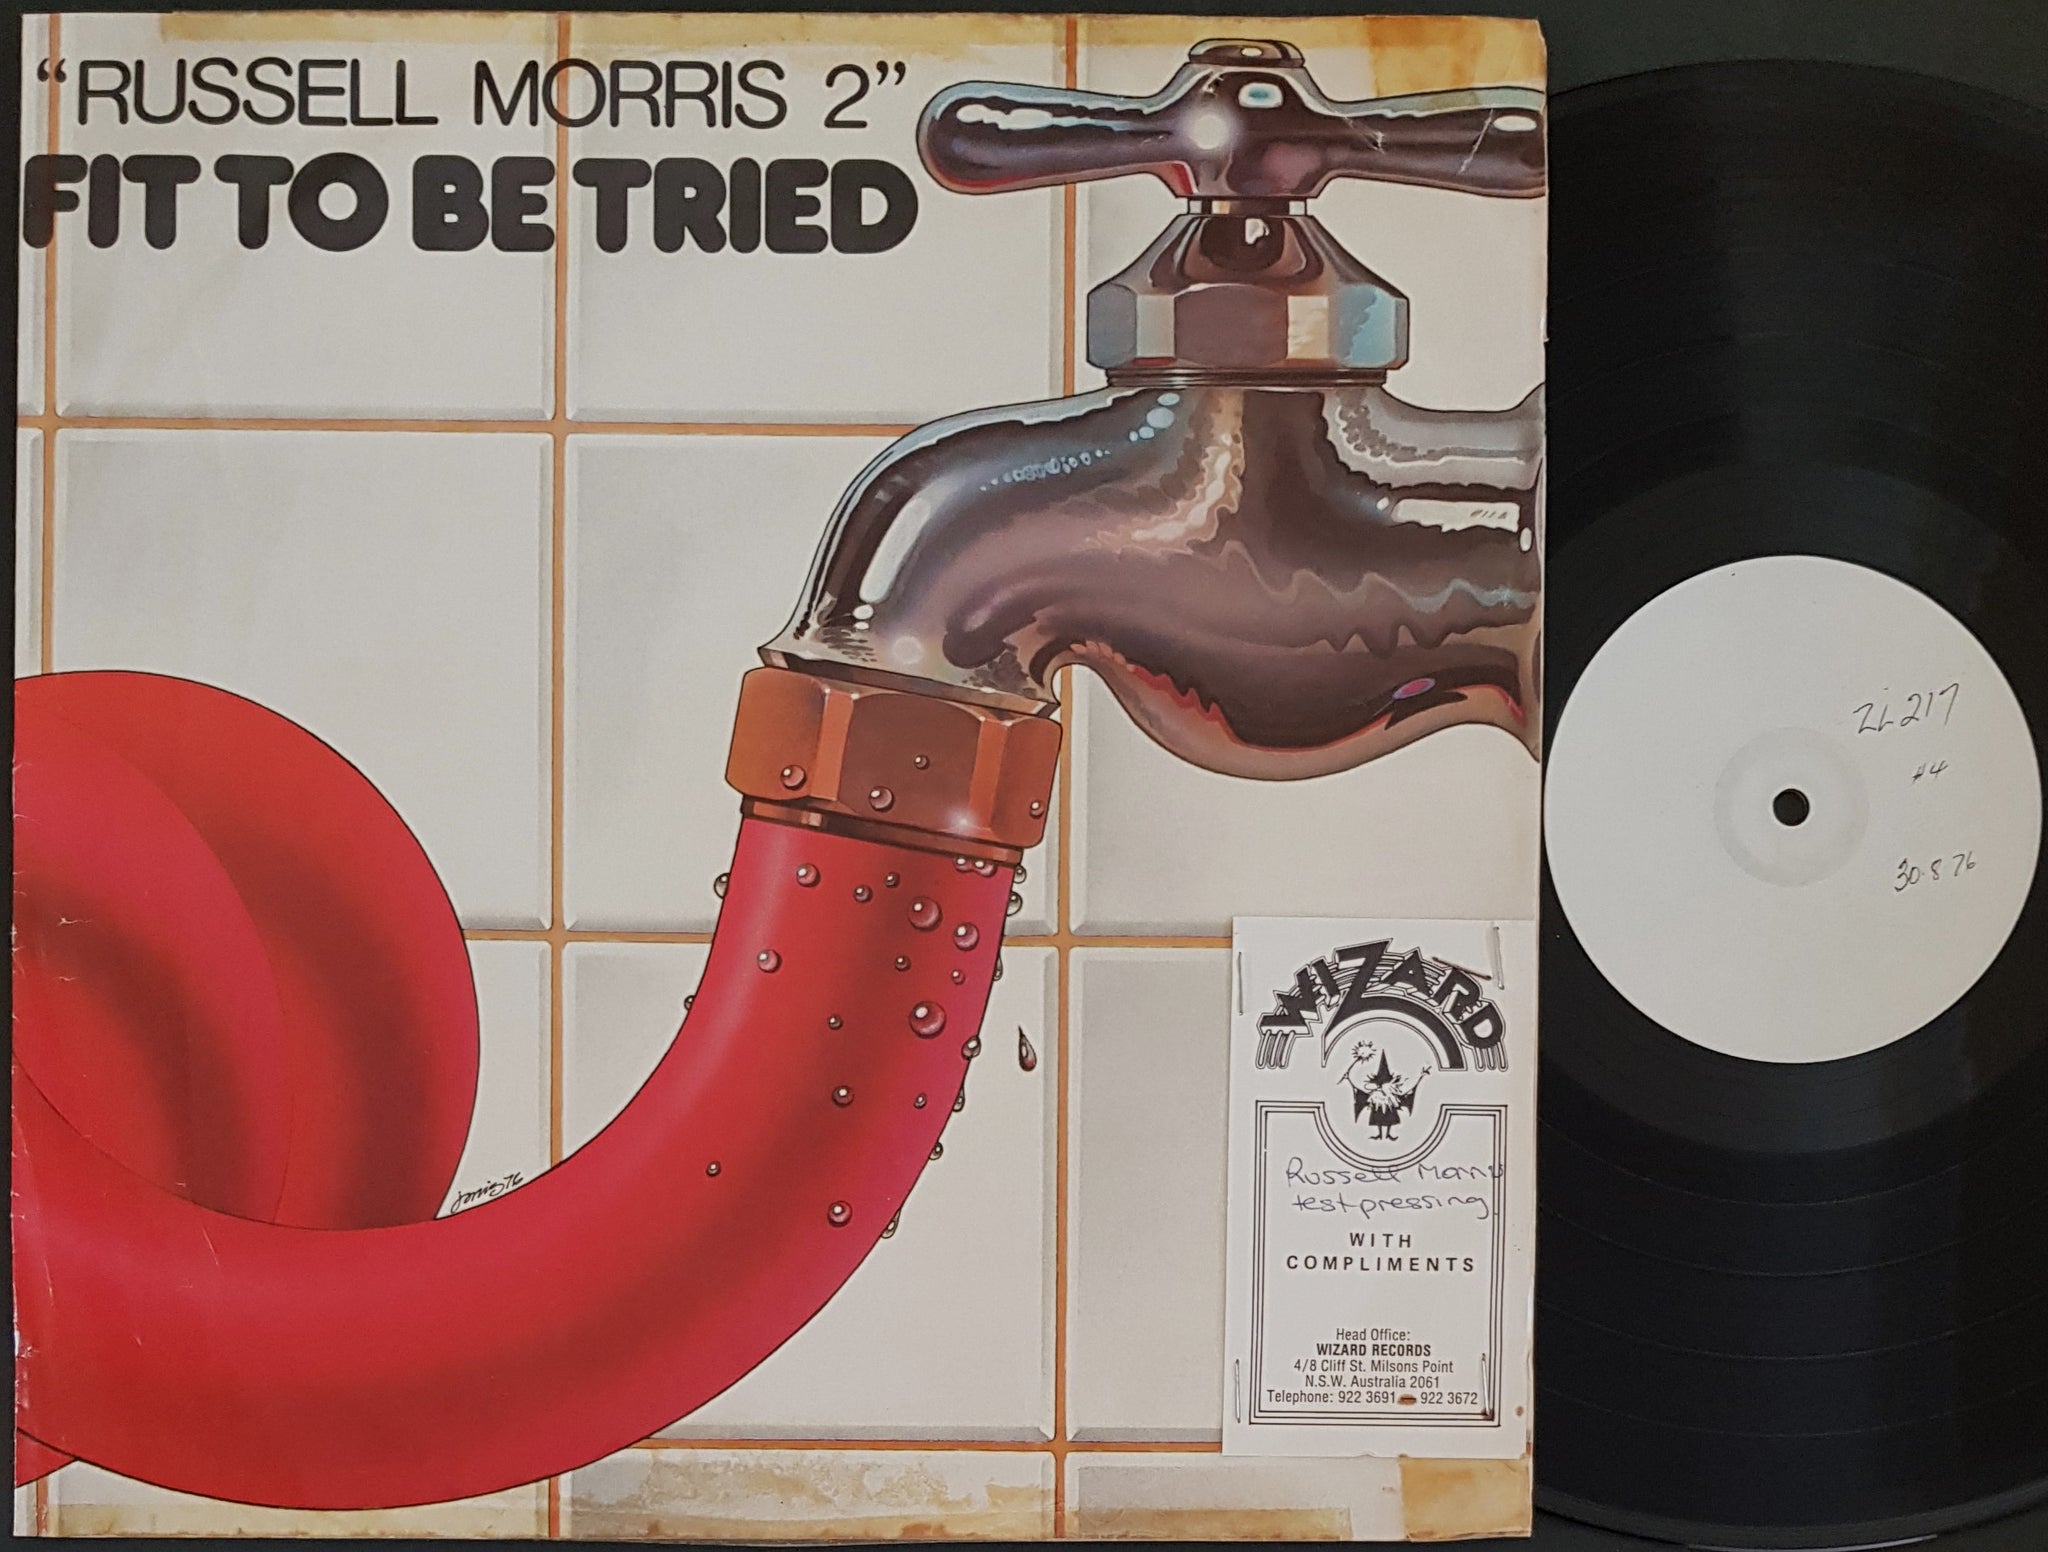 “RUSSELL MORRIS 2”
FIT TO BE TRIED
ZL 217
#4
30·8 76
WIZARD
Russell Morris
test pressing
WITH
COMPLIMENTS
Head Office:
WIZARD RECORDS
4/8 Cliff St. Milsons Point
N.S.W. Australia 2061
Telephone: 922 3691 — 922 3672